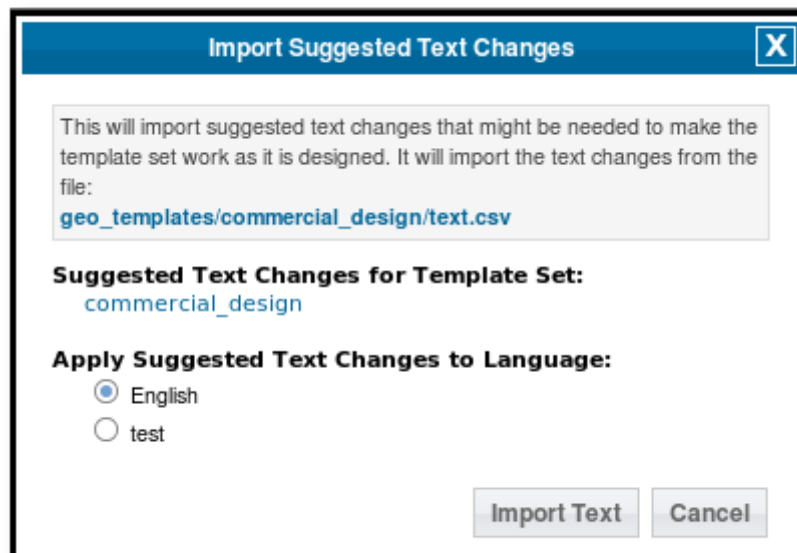 Import Suggested Text Changes
X
This will import suggested text changes that might be needed to make the
template set work as it is designed. It will import the text changes from the
file:
geo_templates/commercial_design/text.csv
Suggested Text Changes for Template Set:
commercial_design
Apply Suggested Text Changes to Language:
English
test
Import Text Cancel